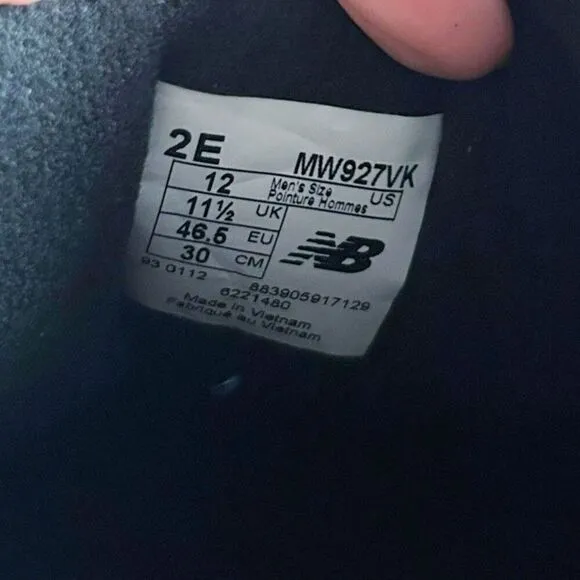 2E MW927VK
12 Men's Size US
Pointure Hommes
11½ UK
46.5 EU
30 CM
NB
93 0112 883905917129
6221480
Made in Vietnam
Fabriqué au Vietnam